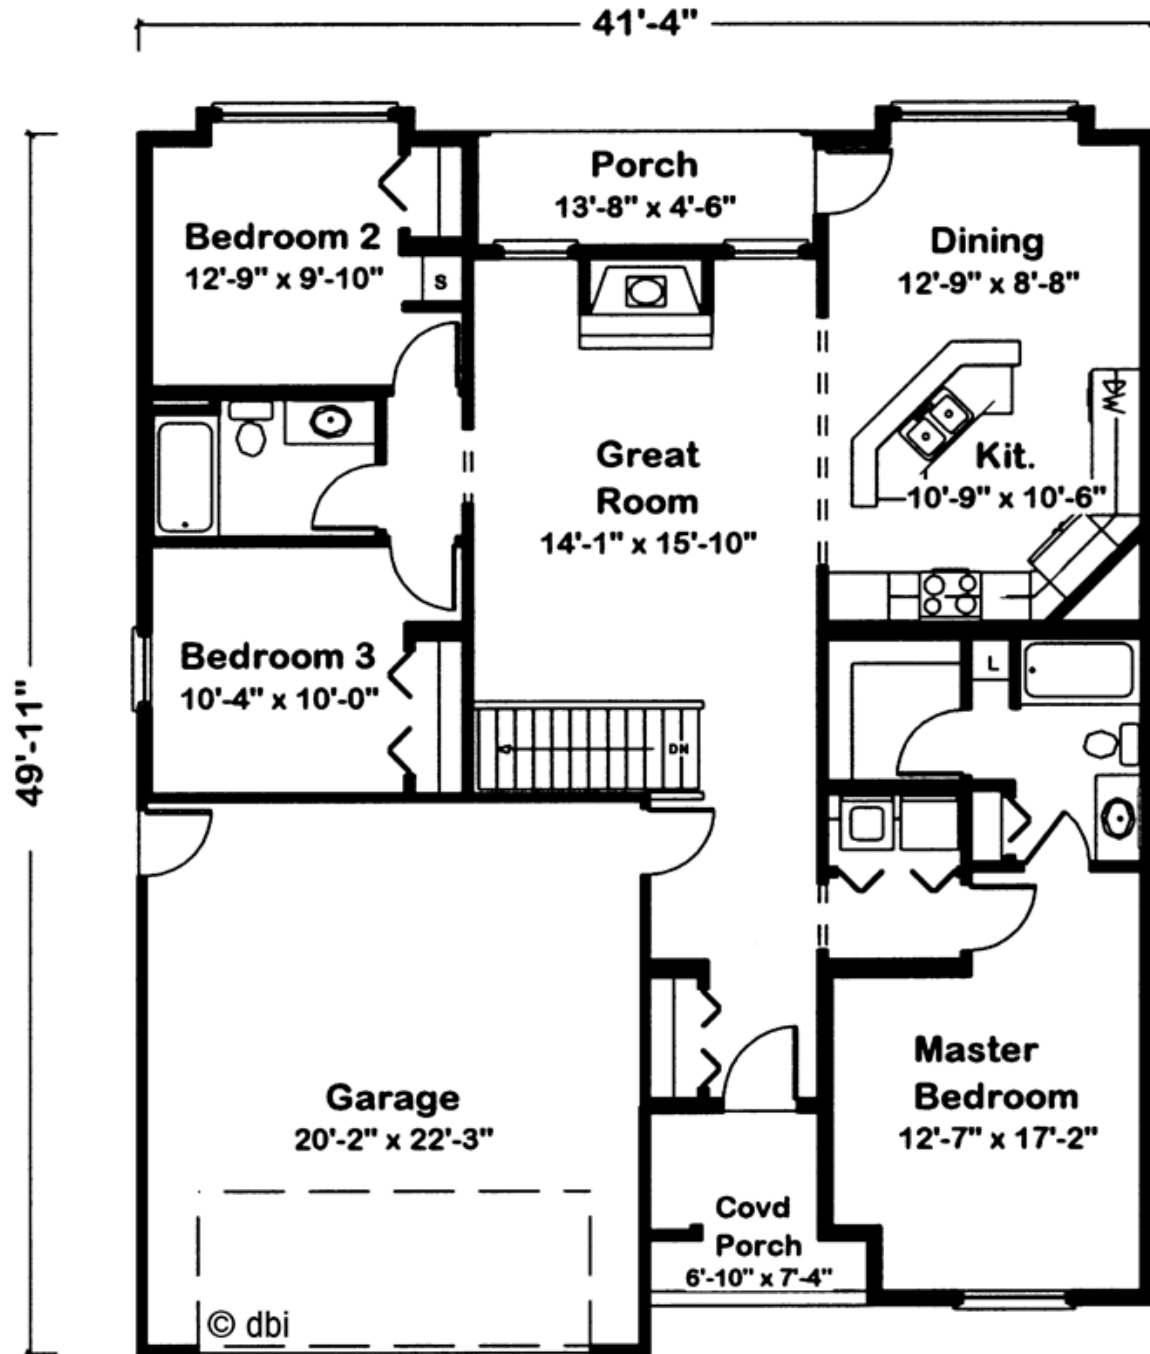 41'-4"
Porch
13'-8" x 4'-6"
Bedroom 2
12'-9" x 9'-10"
S
Dining
12'-9" x 8'-8"
DW
Great
Room
14'-1" x 15'-10"
Kit.
10'-9" x 10'-6"
Bedroom 3
10'-4" x 10'-0"
L
49'-11"
DN
Master
Bedroom
12'-7" x 17'-2"
Garage
20'-2" x 22'-3"
Covd
Porch
6'-10" x 7'-4"
© dbi